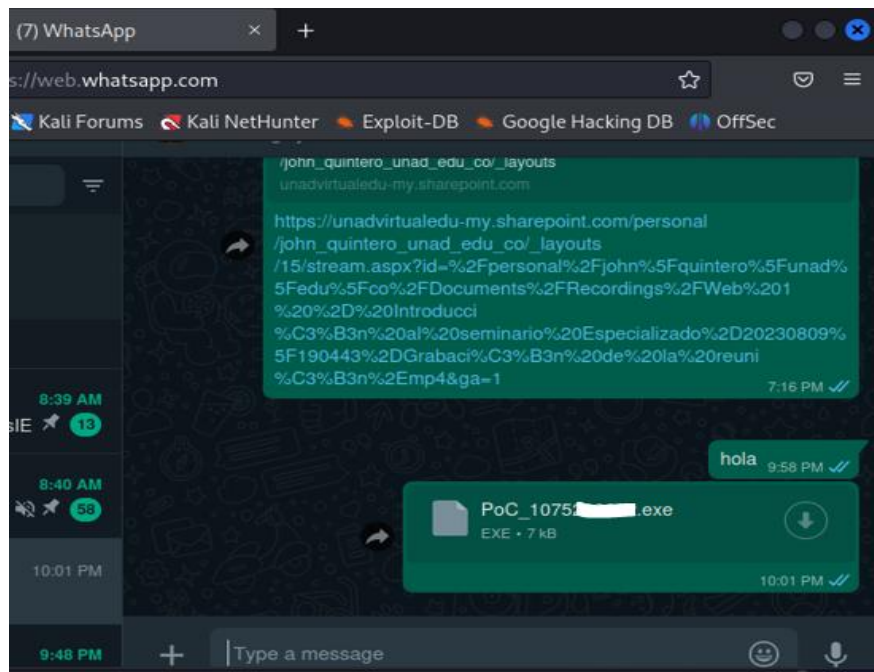 (7) WhatsApp
s://web.whatsapp.com
Kali Forums Kali NetHunter Exploit-DB Google Hacking DB OffSec
/john_quintero_unad_edu_co/_layouts
unadvirtualedu-my.sharepoint.com
https://unadvirtualedu-my.sharepoint.com/personal
/john_quintero_unad_edu_co/_layouts
/15/stream.aspx?id=%2Fpersonal%2Fjohn%5Fquintero%5Funad%
5Fedu%5Fco%2FDocuments%2FRecordings%2FWeb%201
%20%2D%20Introducci
%C3%B3n%20al%20seminario%20Especializado%2D20230809%
5F190443%2DGrabaci%C3%B3n%20de%20la%20reuni
%C3%B3n%2Emp4&ga=1
7:16 PM
8:39 AM
sIE 13
hola 9:58 PM
8:40 AM
58
PoC_1075 .exe
EXE • 7 kB
10:01 PM
10:01 PM
9:48 PM
Type a message